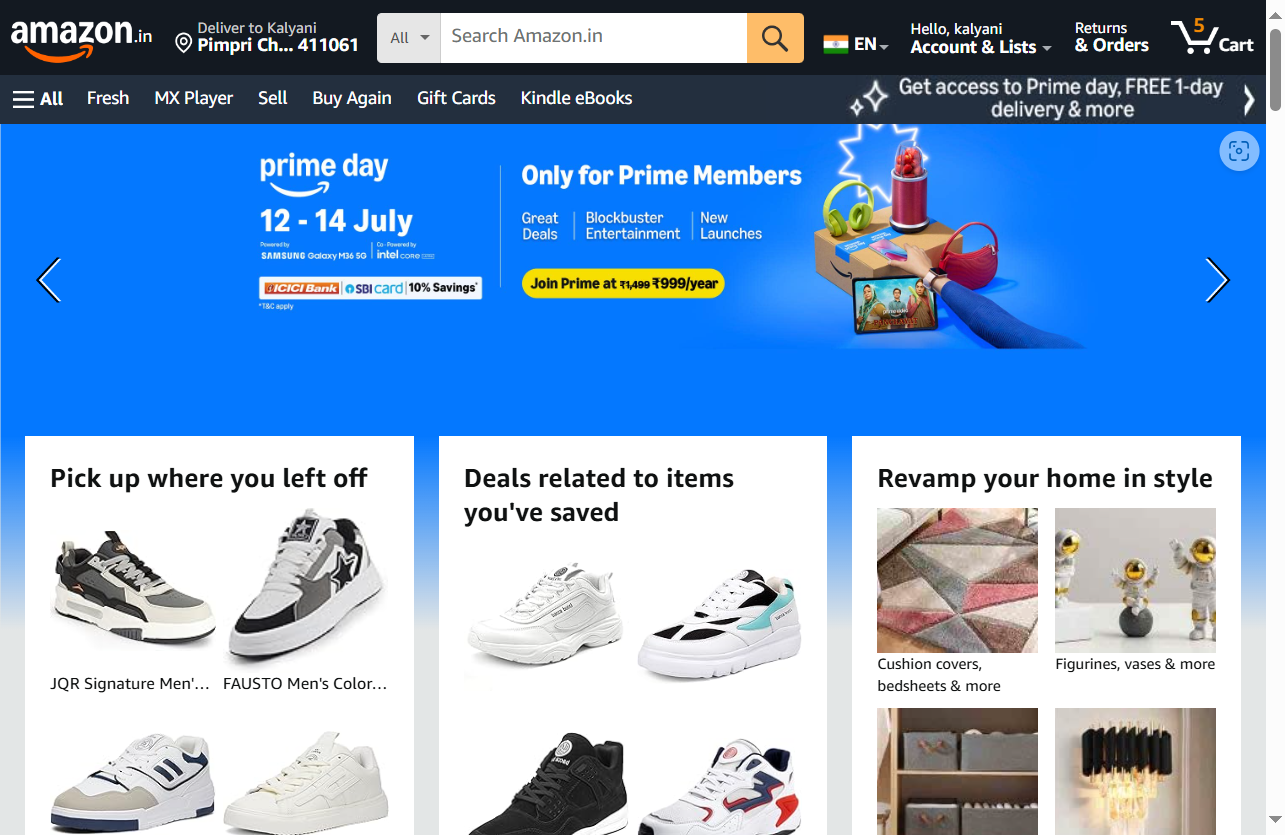 amazon.in
Deliver to Kalyani
Pimpri Ch... 411061
All
Search Amazon.in
EN
Hello, kalyani
Account & Lists
Returns
& Orders
5
Cart
All
Fresh
MX Player
Sell
Buy Again
Gift Cards
Kindle eBooks
Get access to Prime day, FREE 1-day
delivery & more
prime day
12 - 14 July
Powered by
SAMSUNG Galaxy M36 5G
Co - Powered by
intel CORE
ICICI Bank
SBI card
10% Savings*
*T&C apply
Only for Prime Members
Great
Deals
Blockbuster
Entertainment
New
Launches
Join Prime at ₹1,499 ₹999/year
Pick up where you left off
JQR Signature Men'...
FAUSTO Men's Color...
Deals related to items
you've saved
Revamp your home in style
Cushion covers,
bedsheets & more
Figurines, vases & more